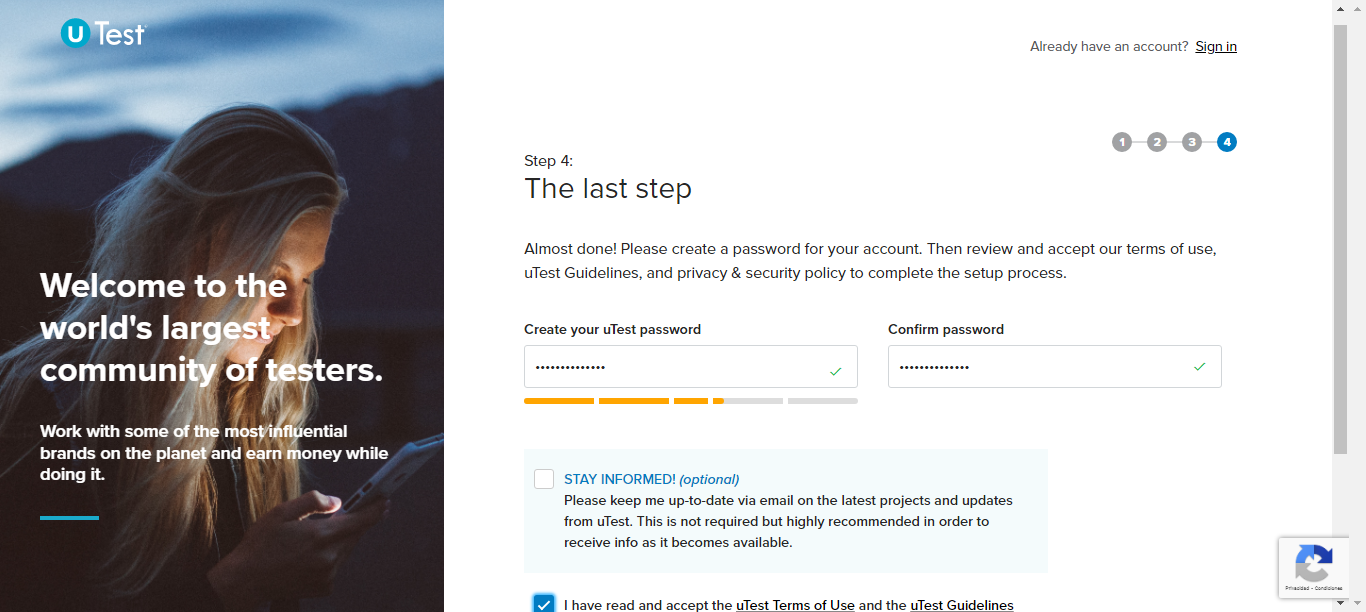 U Test
Already have an account? Sign in
1 2 3 4
Step 4:
The last step
Almost done! Please create a password for your account. Then review and accept our terms of use,
uTest Guidelines, and privacy & security policy to complete the setup process.
Welcome to the
world's largest
community of testers.
Work with some of the most influential
brands on the planet and earn money while
doing it.
Create your uTest password
Confirm password
••••••••••••••
••••••••••••••
STAY INFORMED! (optional)
Please keep me up-to-date via email on the latest projects and updates
from uTest. This is not required but highly recommended in order to
receive info as it becomes available.
I have read and accept the uTest Terms of Use and the uTest Guidelines
Privacidad - Condiciones